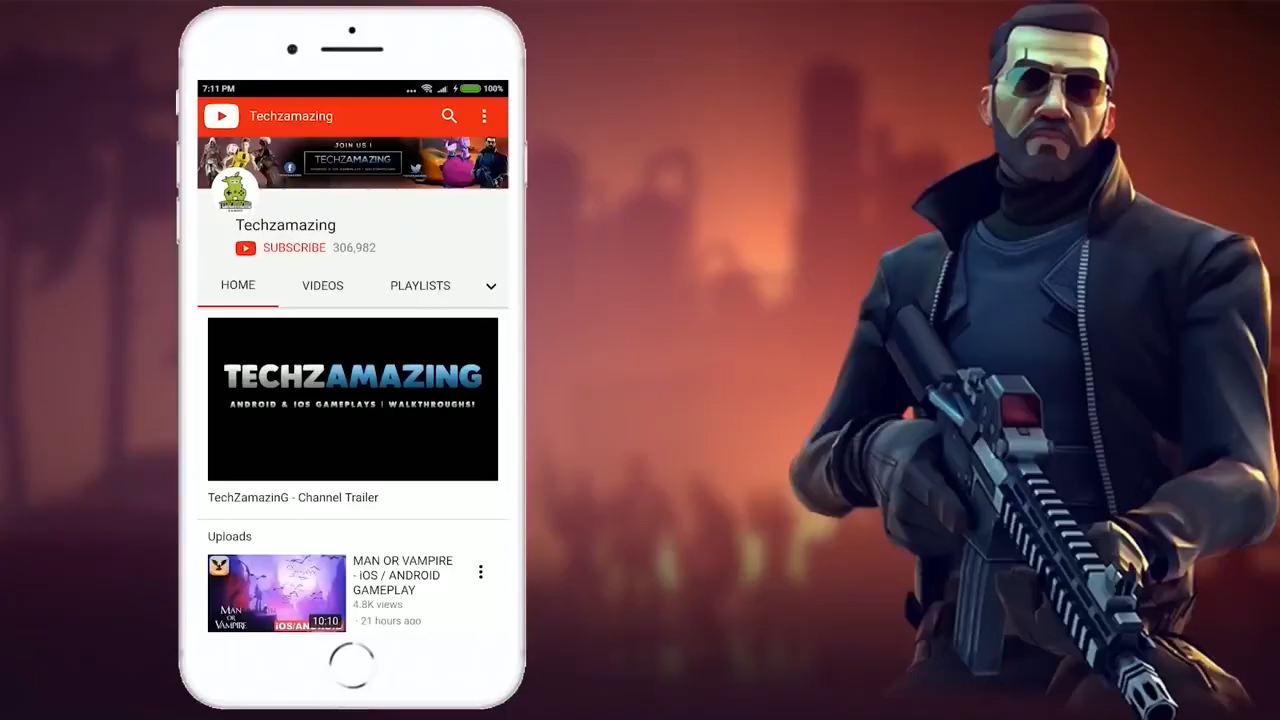 7:11 PM
100%
Techzamazing
JOIN US !
TECHZAMAZING
Techzamazing
SUBSCRIBE 306,982
HOME VIDEOS PLAYLISTS
TECHZAMAZING
ANDROID & IOS GAMEPLAYS | WALKTHROUGHS!
TechZamazinG - Channel Trailer
Uploads
MAN OR VAMPIRE
- iOS / ANDROID
GAMEPLAY
4.8K views
· 21 hours ago
MAN
OR
VAMPIRE
iOS/AN
10:10